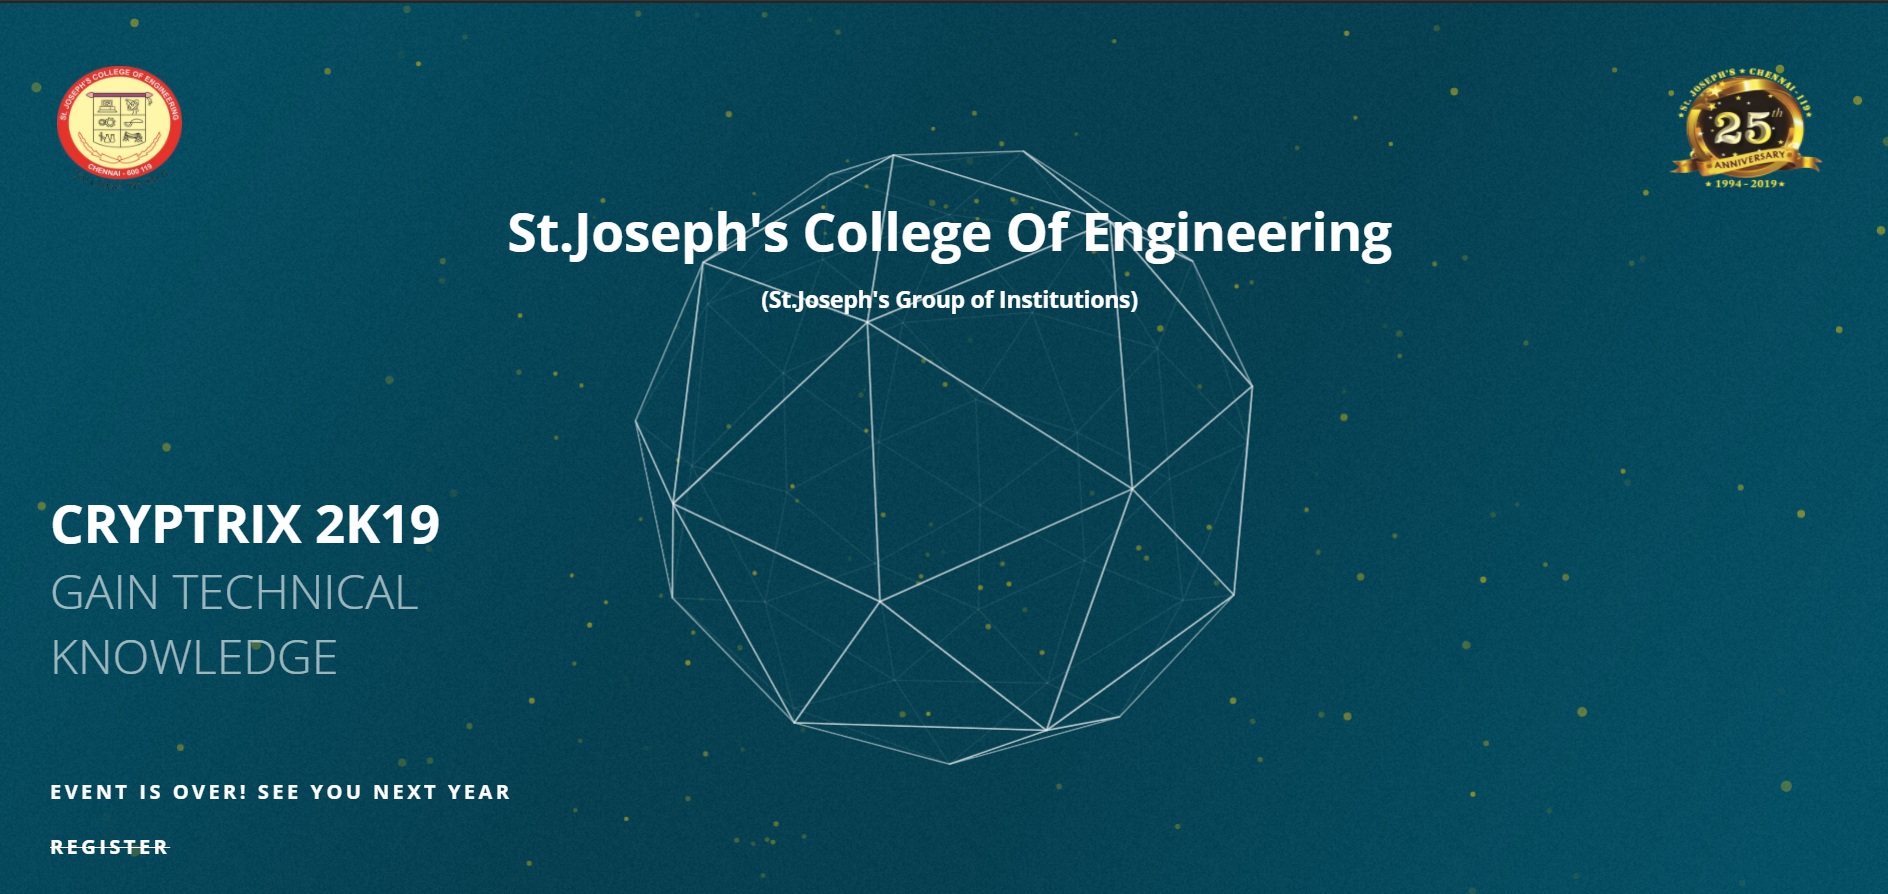 ST. JOSEPH'S COLLEGE OF ENGINEERING
CHENNAI - 600 119
ST. JOSEPH'S ★ CHENNAI-119
25th
ANNIVERSARY
★ 1994-2019 ★
St.Joseph's College Of Engineering
(St.Joseph's Group of Institutions)
CRYPTRIX 2K19
GAIN TECHNICAL
KNOWLEDGE
EVENT IS OVER! SEE YOU NEXT YEAR
REGISTER